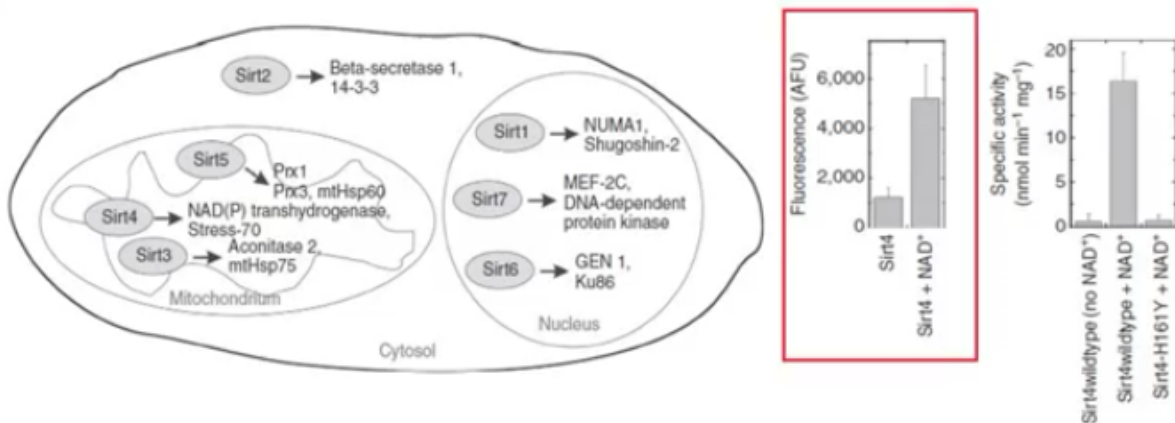 Sirt2
Beta-secretase 1,
14-3-3
Sirt5
Prx1
Prx3, mtHsp60
Sirt4
NAD(P) transhydrogenase,
Stress-70
Sirt3
Aconitase 2,
mtHsp75
Mitochondrium
Sirt1
NUMA1,
Shugoshin-2
Sirt7
MEF-2C,
DNA-dependent
protein kinase
Sirt6
GEN 1,
Ku86
Nucleus
Cytosol
Fluorescence (AFU)
6,000
4,000
2,000
0
Sirt4
Sirt4 + NAD⁺
Specific activity
(nmol min⁻¹ mg⁻¹)
20
15
10
5
0
Sirt4wildtype (no NAD⁺)
Sirt4wildtype + NAD⁺
Sirt4-H161Y + NAD⁺